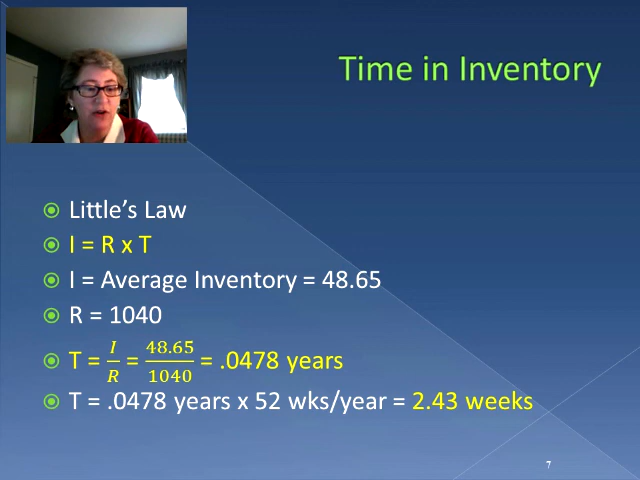 Time in Inventory
Little's Law
I = R x T
I = Average Inventory = 48.65
R = 1040
T = I/R = 48.65/1040 = .0478 years
T = .0478 years x 52 wks/year = 2.43 weeks
7